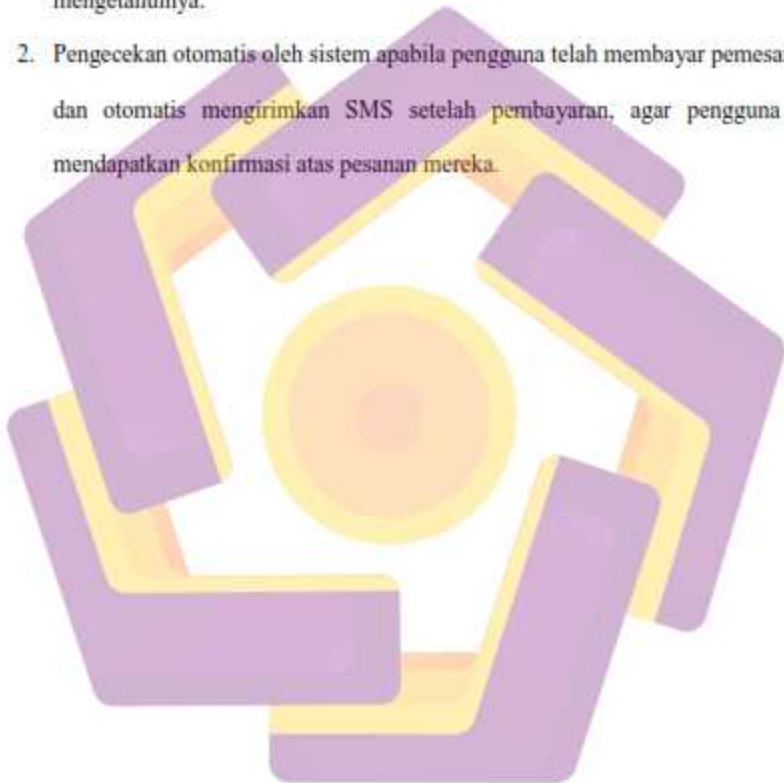 mengetahuinya.
2. Pengecekan otomatis oleh sistem apabila pengguna telah membayar
dan otomatis mengirimkan SMS setelah pembayaran, agar pengguna
mendapatkan konfirmasi atas pesanan mereka.